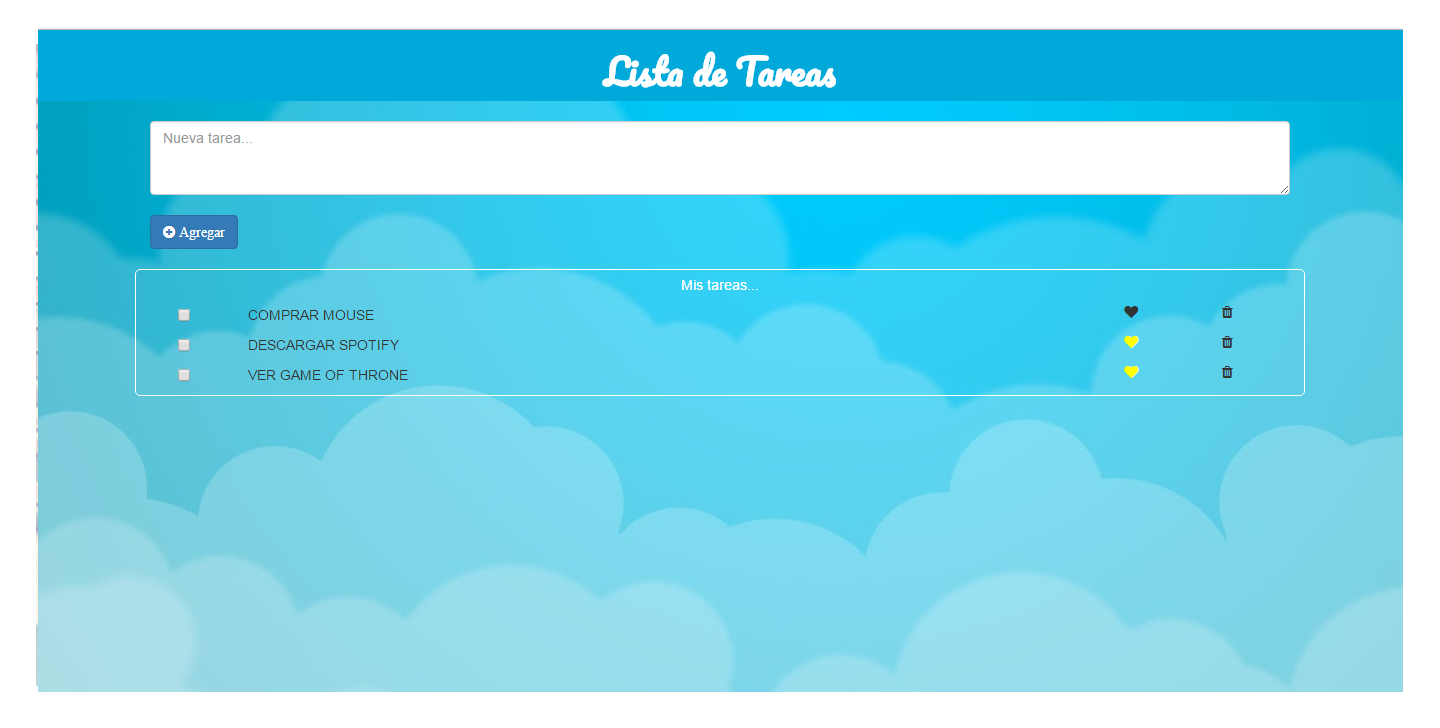 Lista de Tareas
Nueva tarea...
Agregar
Mis tareas...
COMPRAR MOUSE
DESCARGAR SPOTIFY
VER GAME OF THRONE